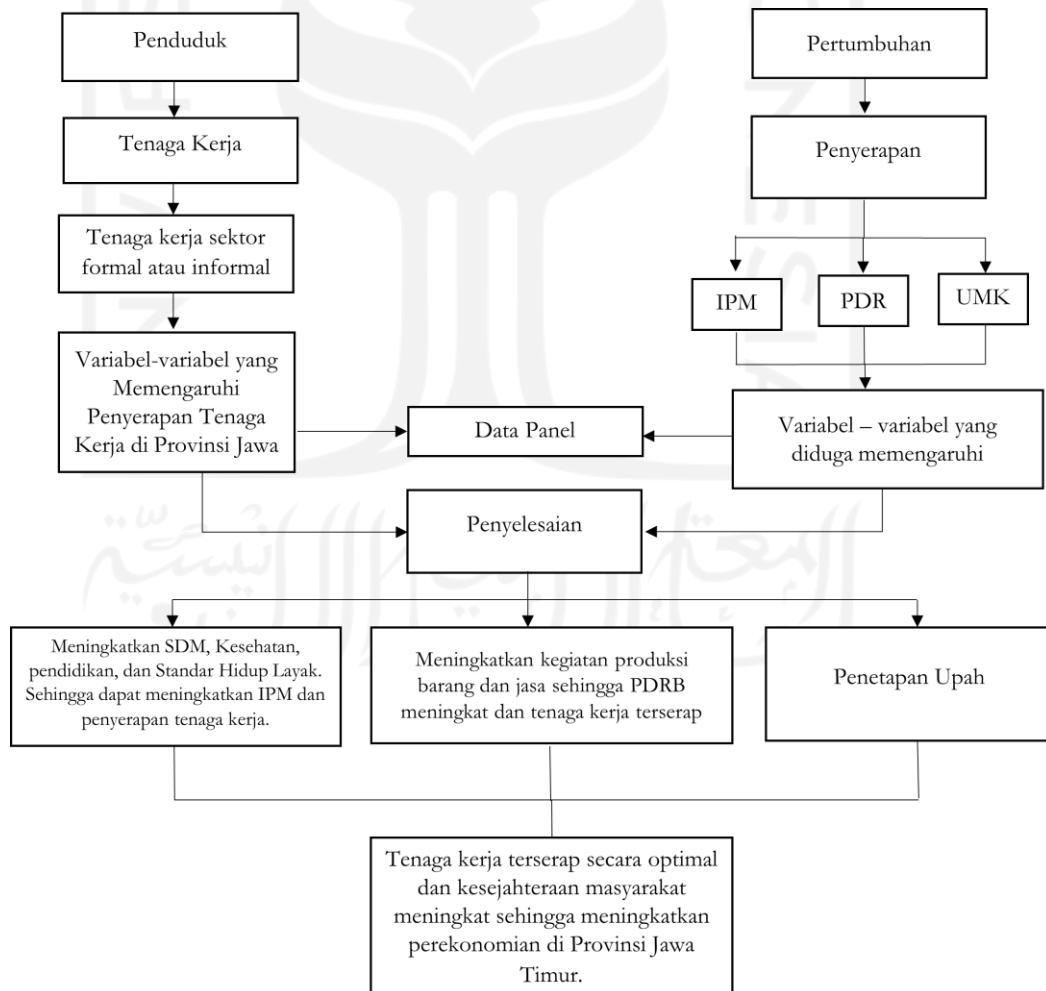 Penduduk
Pertumbuhan
Tenaga Kerja
Penyerapan
Tenaga kerja sektor
formal atau informal
IPM
PDR
UMK
Variabel-variabel yang
Memengaruhi
Penyerapan Tenaga
Kerja di Provinsi Jawa
Data Panel
Variabel – variabel yang
diduga memengaruhi
Penyelesaian
Meningkatkan SDM, Kesehatan,
pendidikan, dan Standar Hidup Layak.
Sehingga dapat meningkatkan IPM dan
penyerapan tenaga kerja.
Meningkatkan kegiatan produksi
barang dan jasa sehingga PDRB
meningkat dan tenaga kerja terserap
Penetapan Upah
Tenaga kerja terserap secara optimal
dan kesejahteraan masyarakat
meningkat sehingga meningkatkan
perekonomian di Provinsi Jawa
Timur.